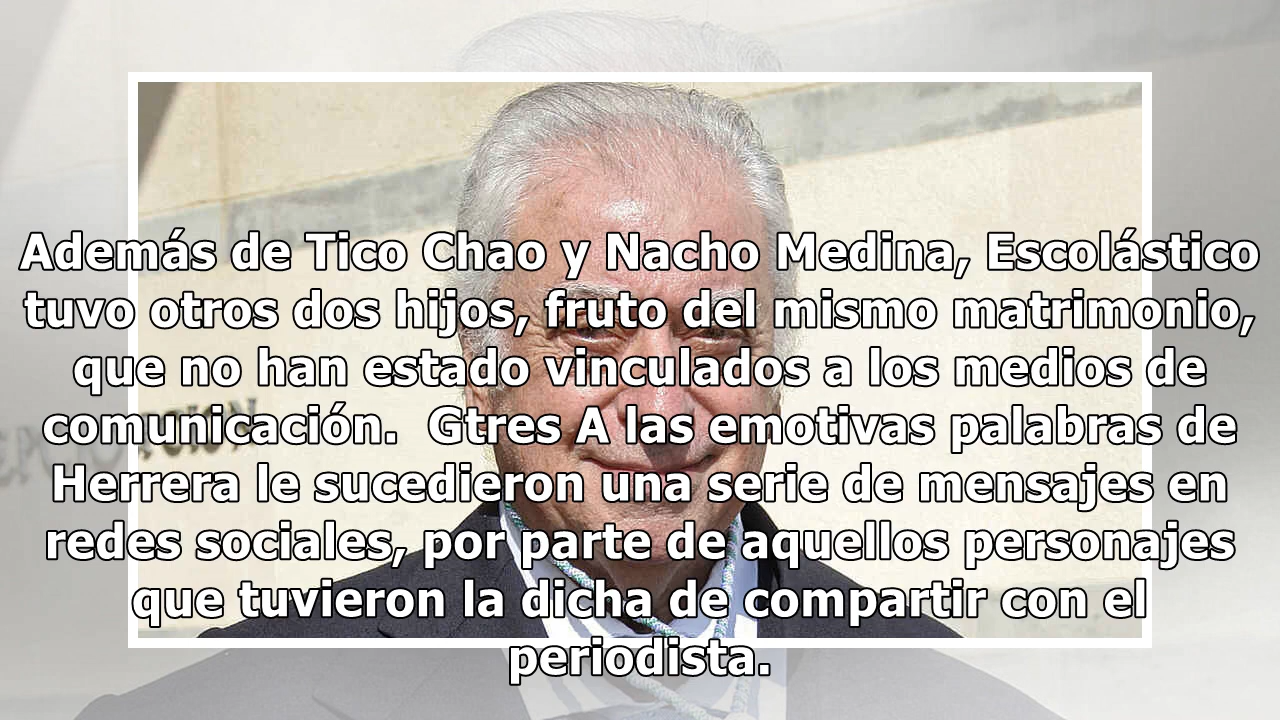 Además de Tico Chao y Nacho Medina, Escolástico
tuvo otros dos hijos, fruto del mismo matrimonio,
que no han estado vinculados a los medios de
comunicación.  Gtres A las emotivas palabras de
Herrera le sucedieron una serie de mensajes en
redes sociales, por parte de aquellos personajes
que tuvieron la dicha de compartir con el
periodista.